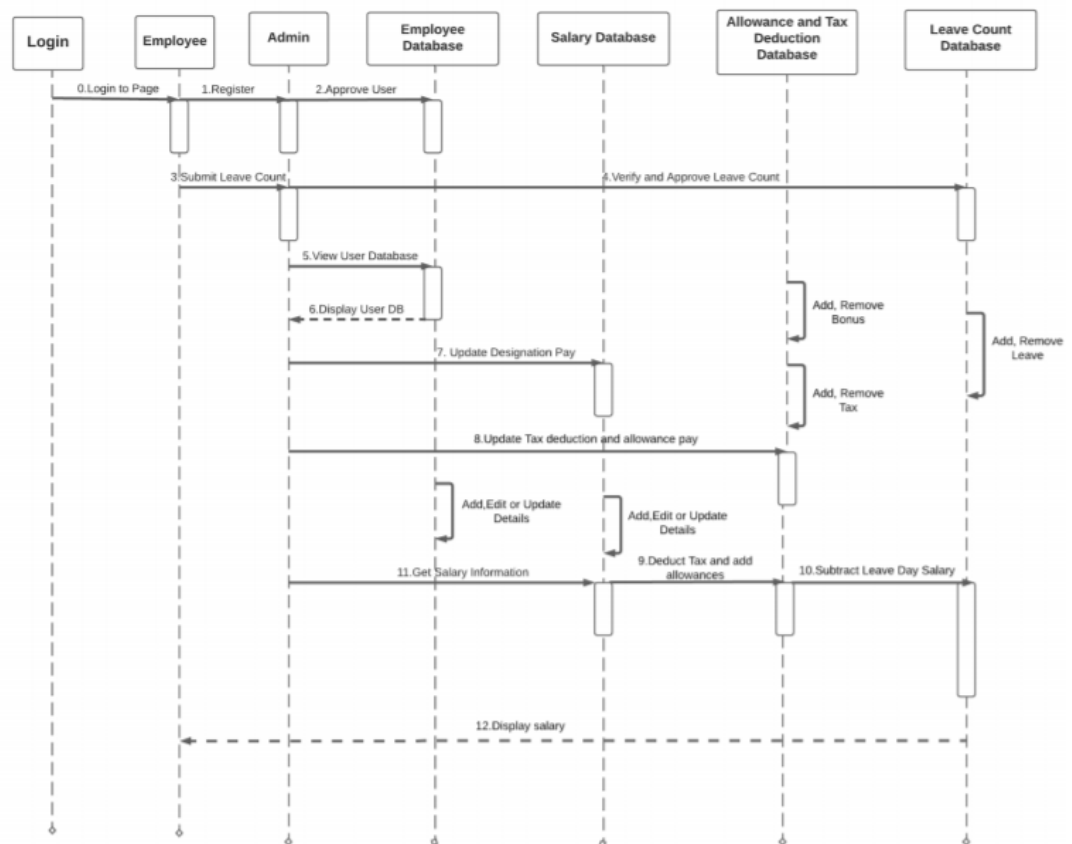 Login
Employee
Admin
Employee
Database
Salary Database
Allowance and Tax
Deduction
Database
Leave Count
Database
0.Login to Page
1.Register
2.Approve User
3.Submit Leave Count
4.Verify and Approve Leave Count
5.View User Database
6.Display User DB
Add, Remove
Bonus
Add, Remove
Leave
7. Update Designation Pay
Add, Remove
Tax
8.Update Tax deduction and allowance pay
Add,Edit or Update
Details
Add,Edit or Update
Details
11.Get Salary Information
9.Deduct Tax and add
allowances
10.Subtract Leave Day Salary
12.Display salary